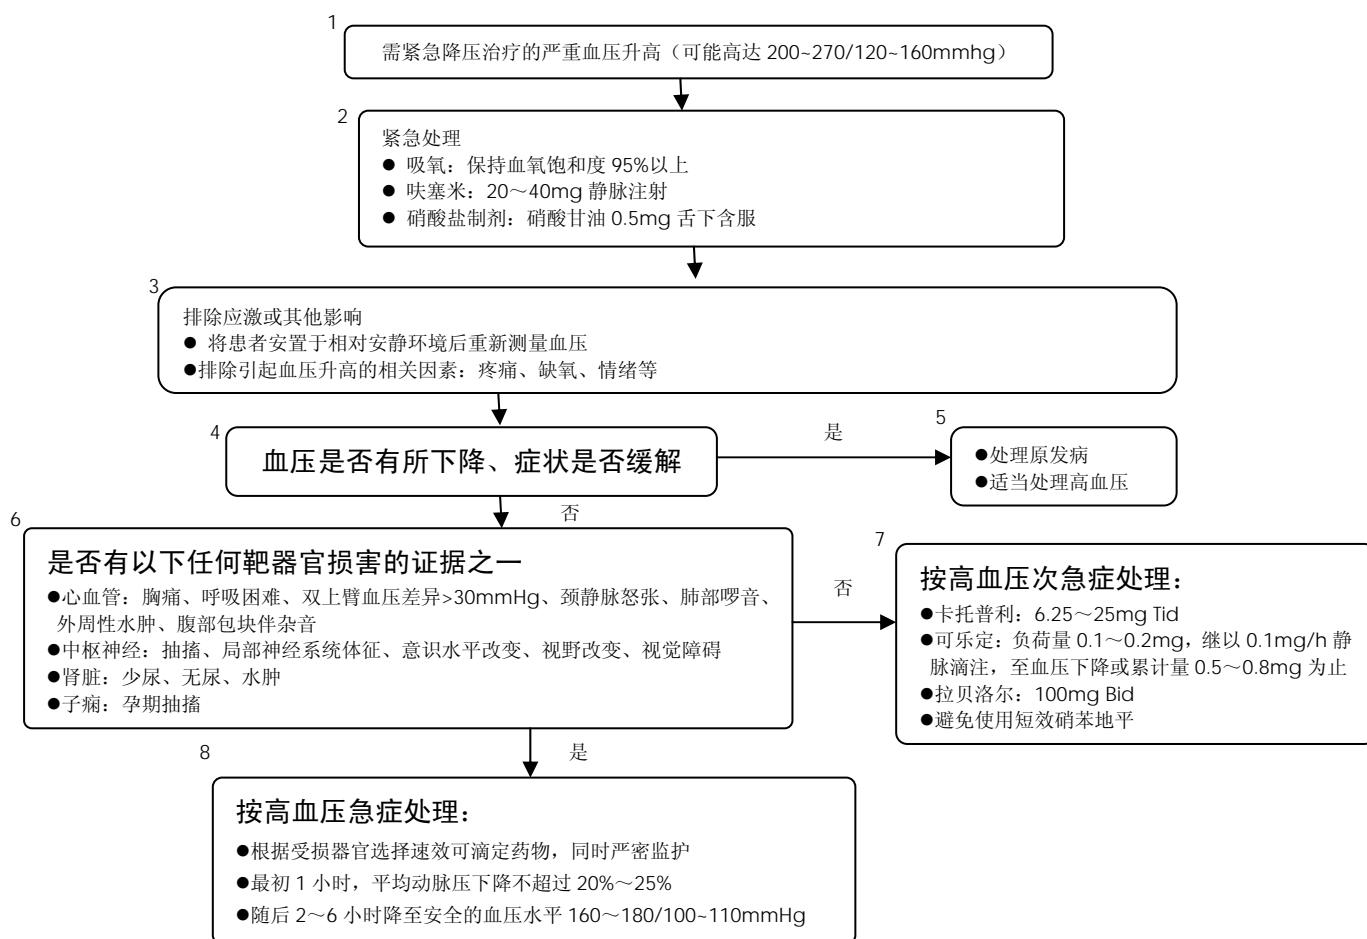 1
需紧急降压治疗的严重血压升高（可能高达 200~270/120~160mmhg）
2
紧急处理
● 吸氧：保持血氧饱和度 95%以上
● 呋塞米：20～40mg 静脉注射
● 硝酸盐制剂：硝酸甘油 0.5mg 舌下含服
3
排除应激或其他影响
● 将患者安置于相对安静环境后重新测量血压
●排除引起血压升高的相关因素：疼痛、缺氧、情绪等
4
血压是否有所下降、症状是否缓解
是
5
●处理原发病
●适当处理高血压
否
6
是否有以下任何靶器官损害的证据之一
●心血管：胸痛、呼吸困难、双上臂血压差异>30mmHg、颈静脉怒张、肺部啰音、
外周性水肿、腹部包块伴杂音
●中枢神经：抽搐、局部神经系统体征、意识水平改变、视野改变、视觉障碍
●肾脏：少尿、无尿、水肿
●子痫：孕期抽搐
否
7
按高血压次急症处理：
●卡托普利：6.25～25mg Tid
●可乐定：负荷量 0.1～0.2mg，继以 0.1mg/h 静
脉滴注，至血压下降或累计量 0.5～0.8mg 为止
●拉贝洛尔：100mg Bid
●避免使用短效硝苯地平
是
8
按高血压急症处理：
●根据受损器官选择速效可滴定药物，同时严密监护
●最初 1 小时，平均动脉压下降不超过 20%～25%
●随后 2～6 小时降至安全的血压水平 160～180/100~110mmHg